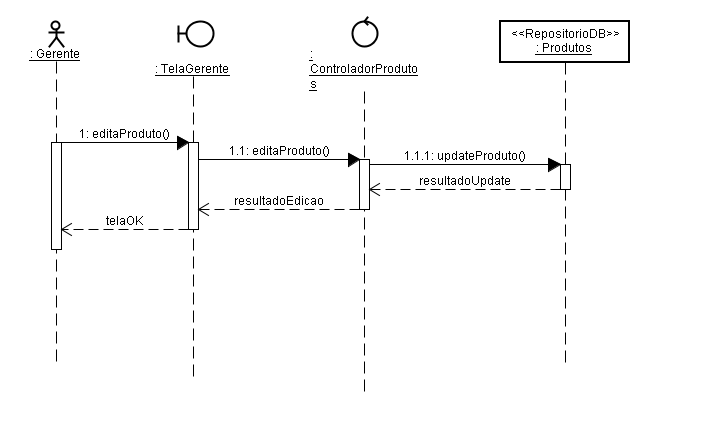 <<RepositorioDB>>
: Produtos
: Gerente
: TelaGerente
:
ControladorProduto
s
1: editaProduto()
1.1: editaProduto()
1.1.1: updateProduto()
resultadoUpdate
resultadoEdicao
telaOK